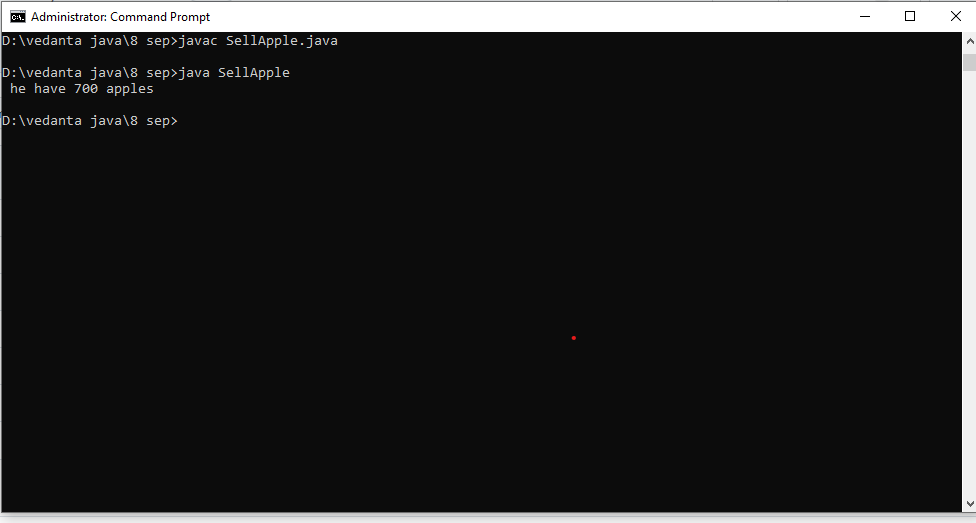 Administrator: Command Prompt
D:\vedanta java\8 sep>javac SellApple.java
D:\vedanta java\8 sep>java SellApple
he have 700 apples
D:\vedanta java\8 sep>